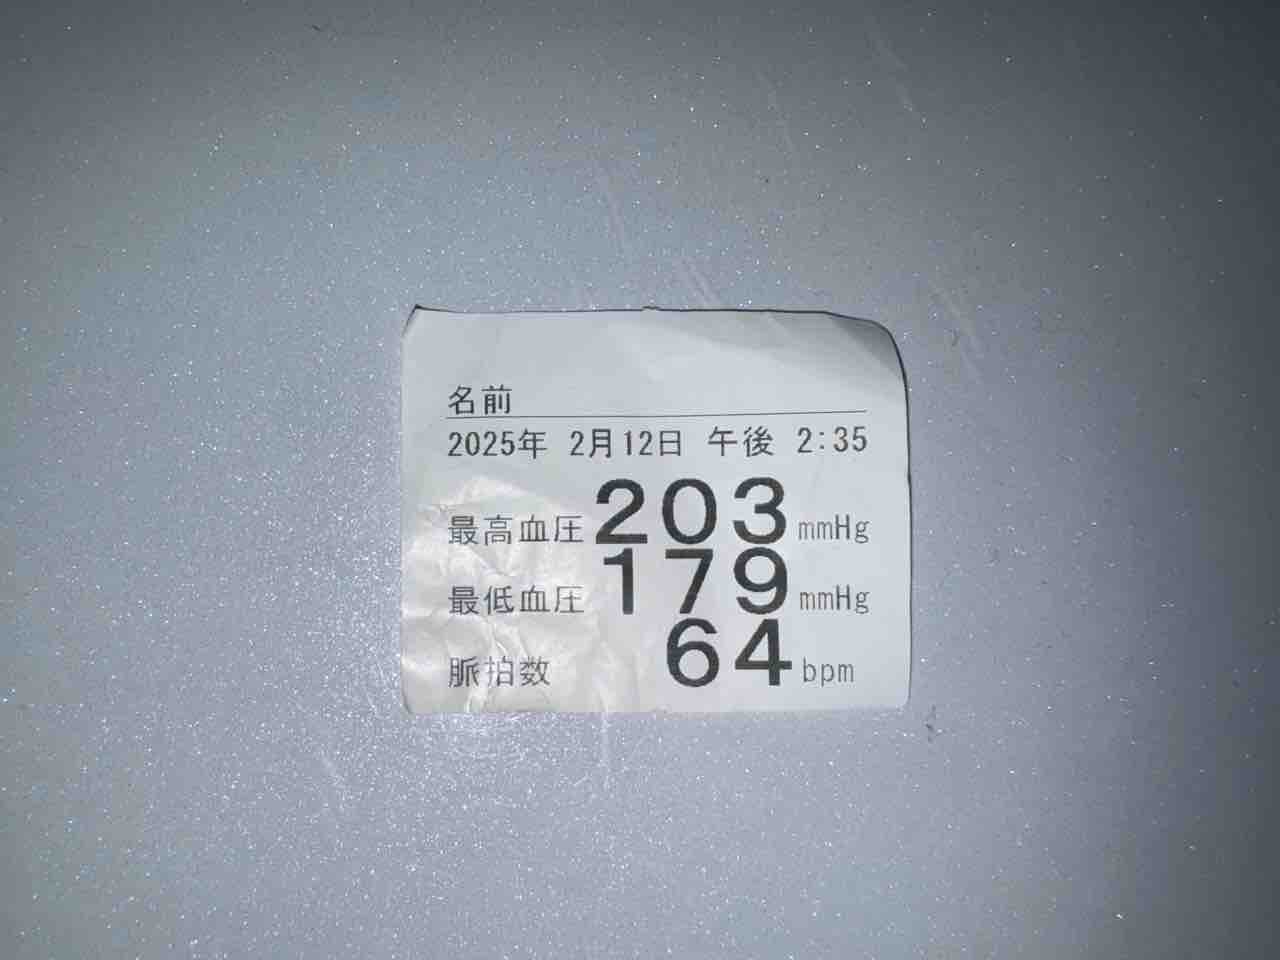 名前
2025年 2月12日 午後 2:35
最高血圧 203 mmHg
最低血圧 179 mmHg
脈拍数 64 bpm